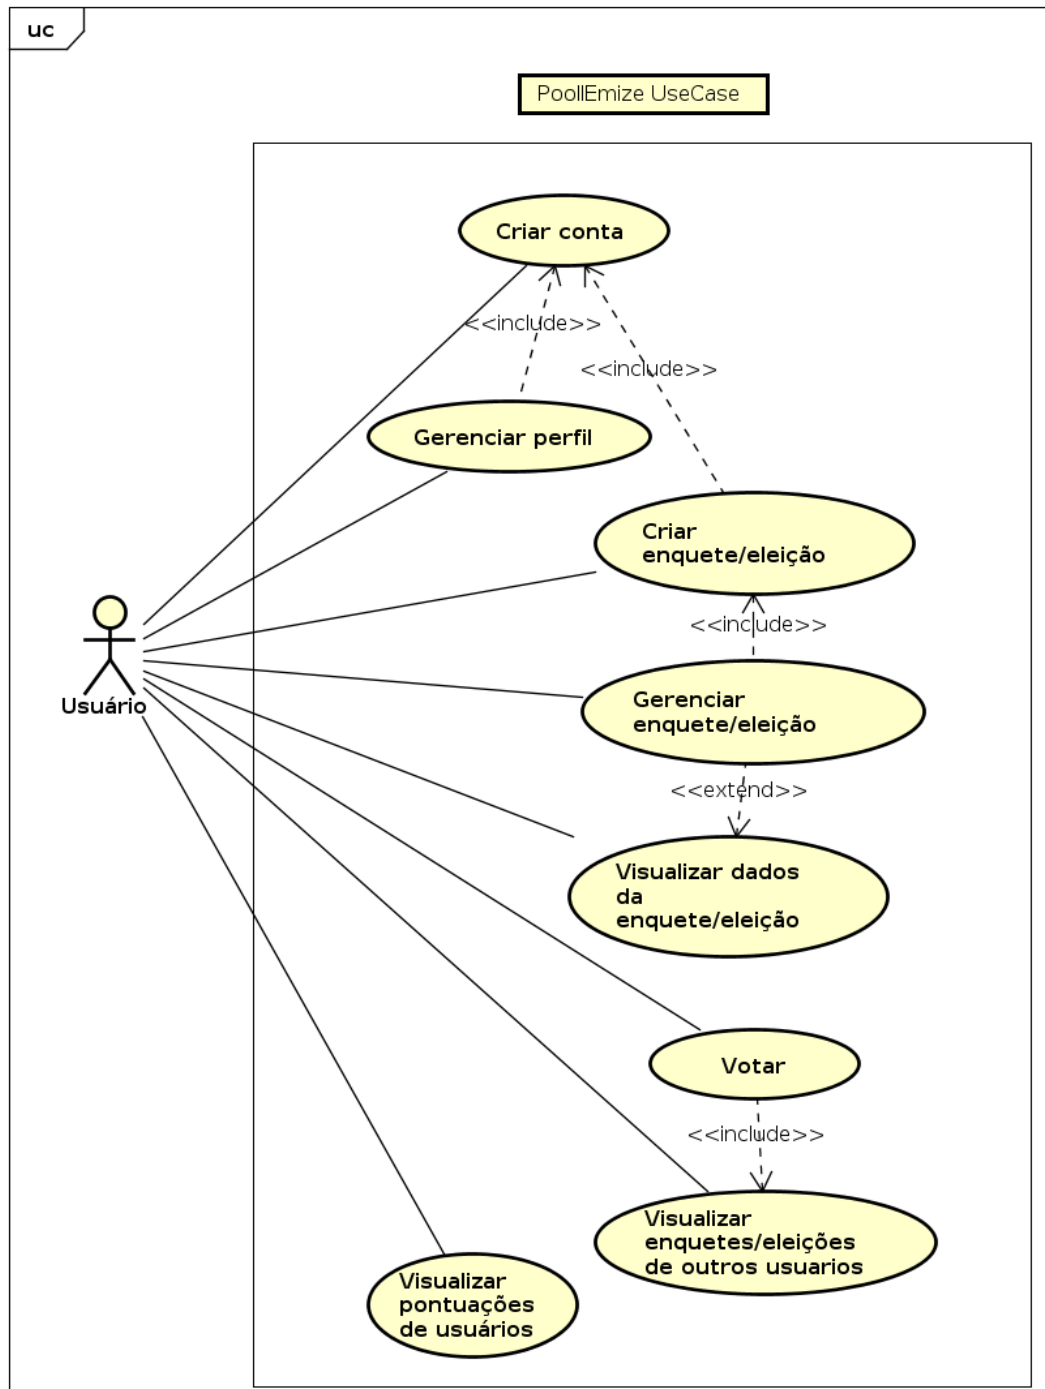 uc
PoollEmize UseCase
Criar conta
<<include>>
<<include>>
Gerenciar perfil
Criar
enquete/eleição
<<include>>
Usuário
Gerenciar
enquete/eleição
<<extend>>
Visualizar dados
da
enquete/eleição
Votar
<<include>>
Visualizar
enquetes/eleições
de outros usuarios
Visualizar
pontuações
de usuários